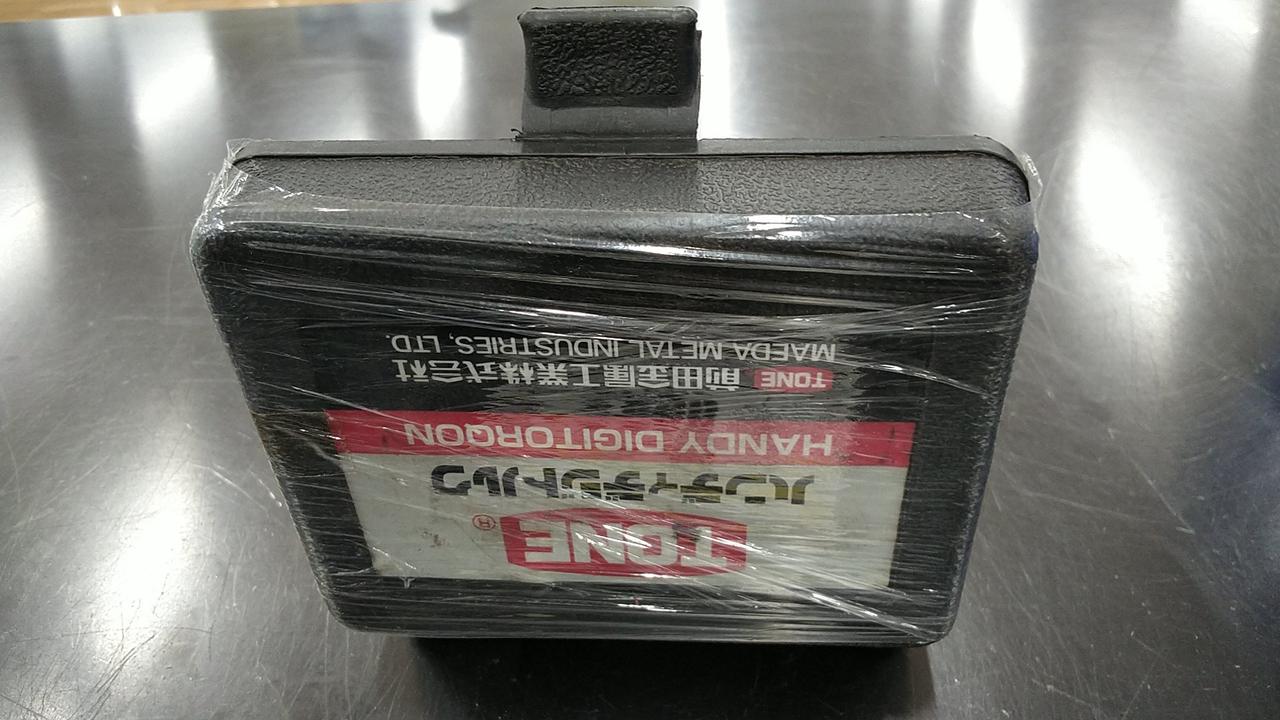 TONE®
ハンディデジトルク
HANDY DIGITORQON
TONE 前田金属工業株式会社
MAEDA METAL INDUSTRIES, LTD.